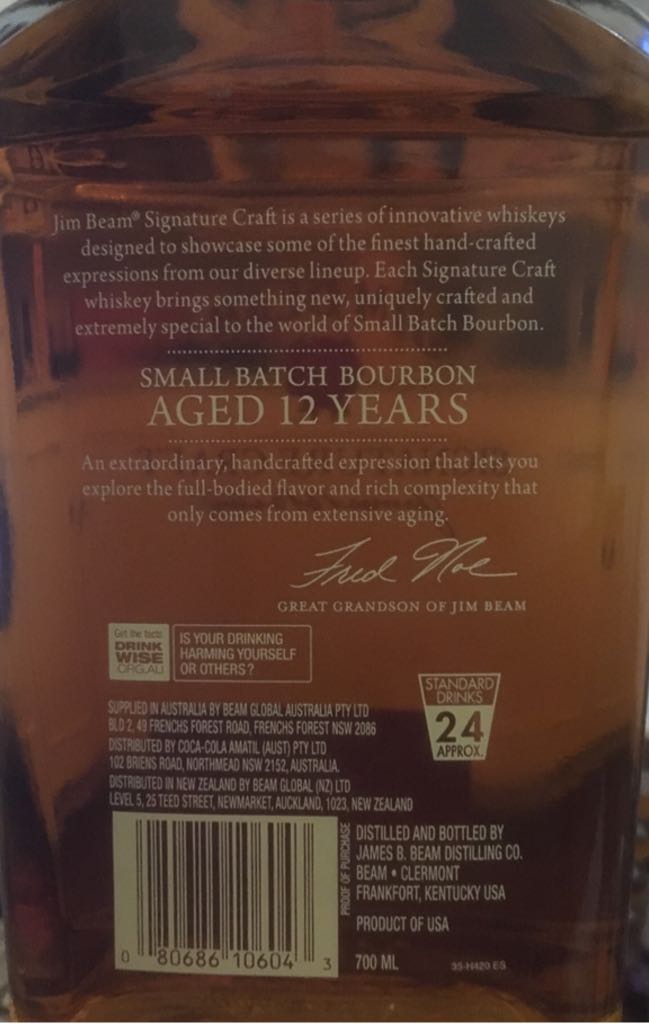 Jim Beam® Signature Craft is a series of innovative whiskeys
designed to showcase some of the finest hand-crafted
expressions from our diverse lineup. Each Signature Craft
whiskey brings something new, uniquely crafted and
extremely special to the world of Small Batch Bourbon.
SMALL BATCH BOURBON
AGED 12 YEARS
An extraordinary, handcrafted expression that lets you
explore the full-bodied flavor and rich complexity that
only comes from extensive aging.
Fred Noe
GREAT GRANDSON OF JIM BEAM
Get the facts
DRINK
WISE
.ORG.AU
IS YOUR DRINKING
HARMING YOURSELF
OR OTHERS?
STANDARD
DRINKS
24
APPROX.
SUPPLIED IN AUSTRALIA BY BEAM GLOBAL AUSTRALIA PTY LTD
BLD 2, 49 FRENCHS FOREST ROAD, FRENCHS FOREST NSW 2086
DISTRIBUTED BY COCA-COLA AMATIL (AUST) PTY LTD
102 BRIENS ROAD, NORTHMEAD NSW 2152, AUSTRALIA.
DISTRIBUTED IN NEW ZEALAND BY BEAM GLOBAL (NZ) LTD
LEVEL 5, 25 TEED STREET, NEWMARKET, AUCKLAND, 1023, NEW ZEALAND
0 80686 10604 3
PROOF OF PURCHASE
DISTILLED AND BOTTLED BY
JAMES B. BEAM DISTILLING CO.
BEAM • CLERMONT
FRANKFORT, KENTUCKY USA
PRODUCT OF USA
700 ML
35-H420 ES